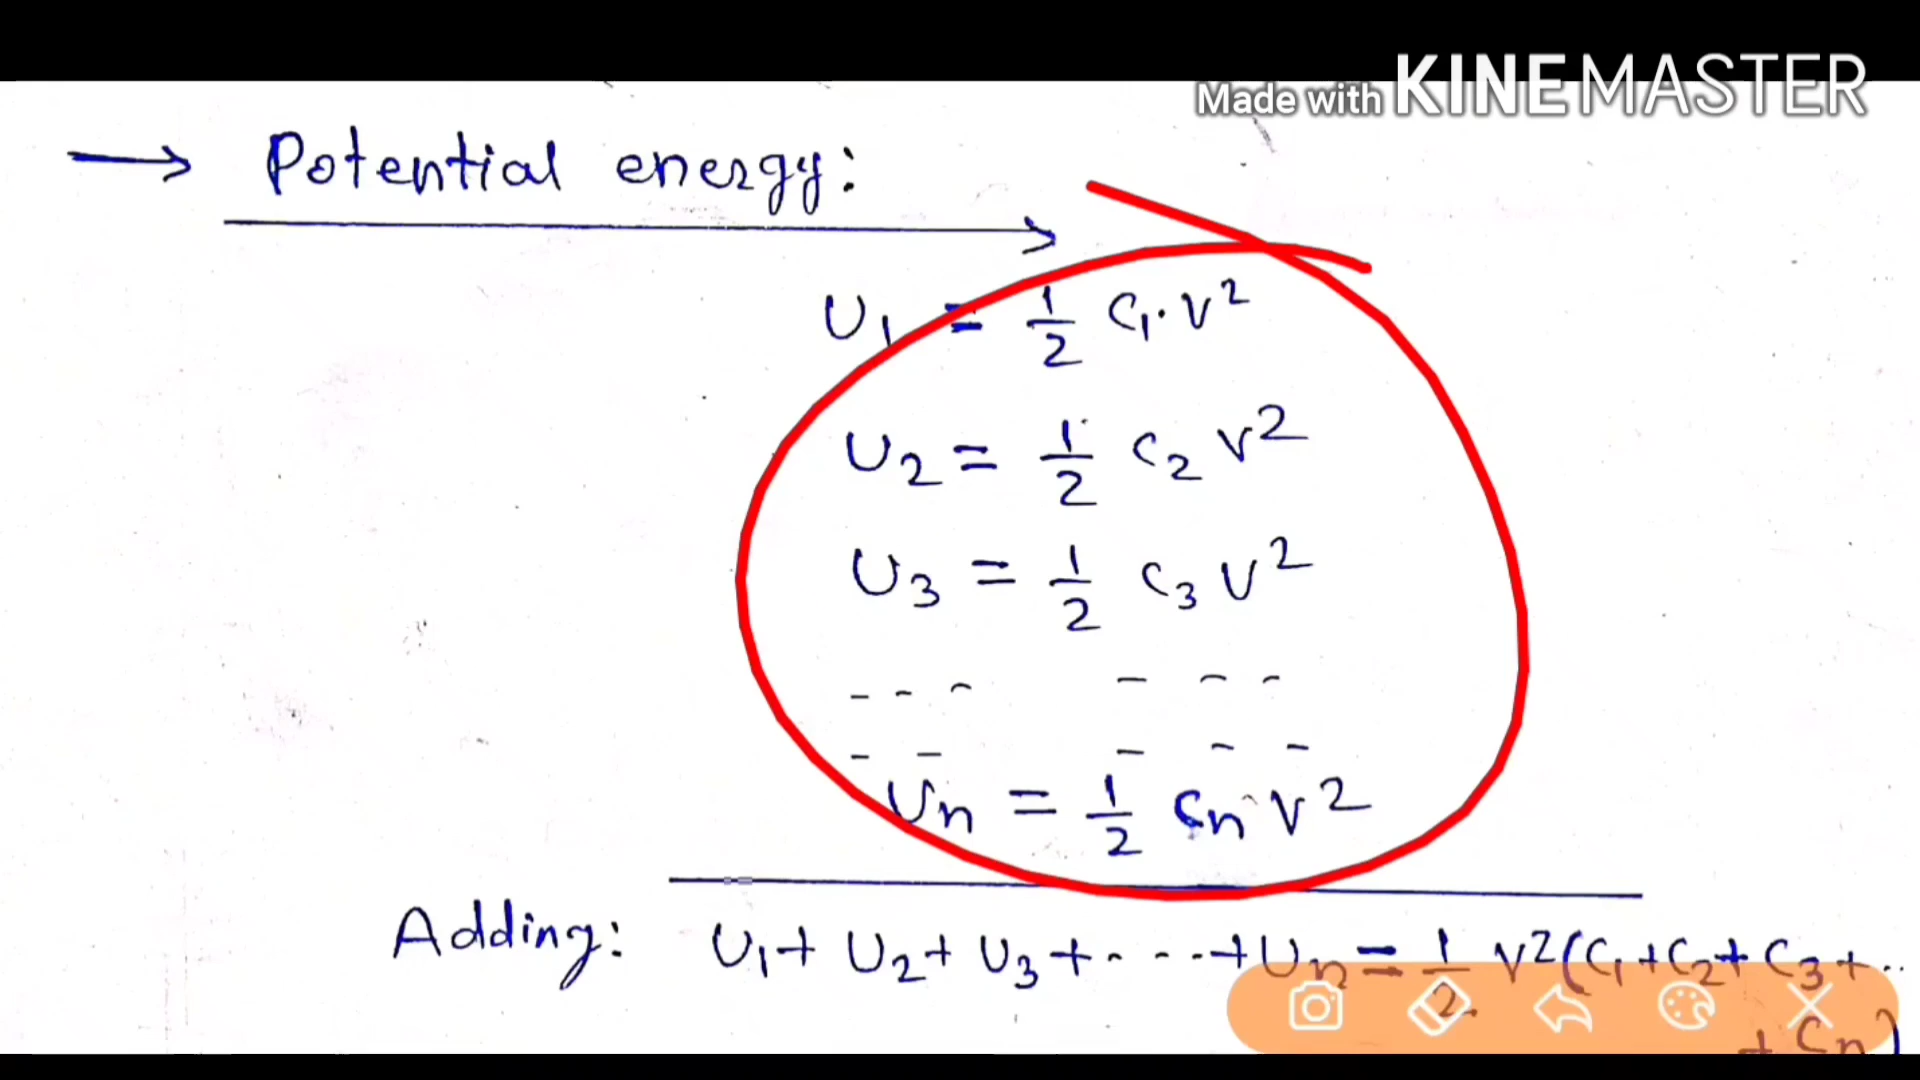 Made with KINEMASTER
→ Potential energy:
U₁ = 1/2 C₁.V²
U₂ = 1/2 C₂ V²
U₃ = 1/2 C₃ V²
- - - - - -
- - - - -
Uₙ = 1/2 Cₙ V²
Adding: U₁+ U₂+ U₃+ - - - -+Uₙ = 1/2 V²(C₁+C₂+ C₃+..
+ Cₙ)